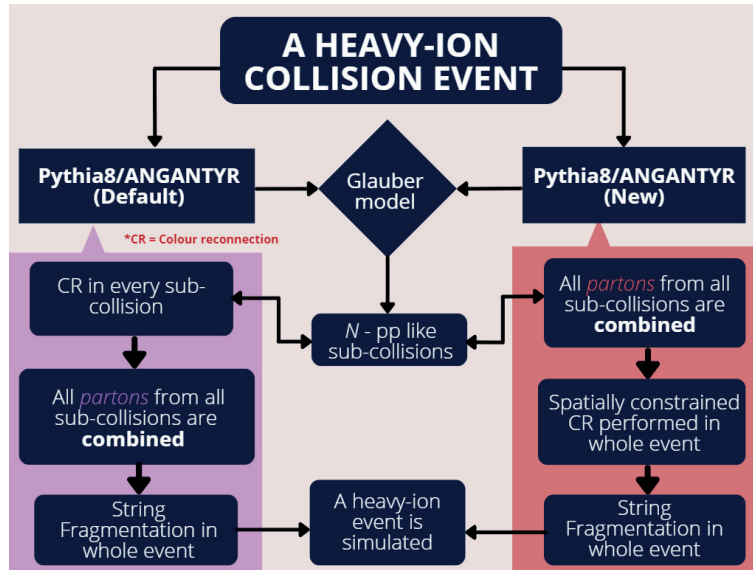 A HEAVY-ION
COLLISION EVENT
Pythia8/ANGANTYR
(Default)
Glauber
model
Pythia8/ANGANTYR
(New)
*CR = Colour reconnection
CR in every sub-
collision
N - pp like
sub-collisions
All partons from all
sub-collisions are
combined
All partons from all
sub-collisions are
combined
Spatially constrained
CR performed in
whole event
String
Fragmentation in
whole event
A heavy-ion
event is
simulated
String
Fragmentation in
whole event